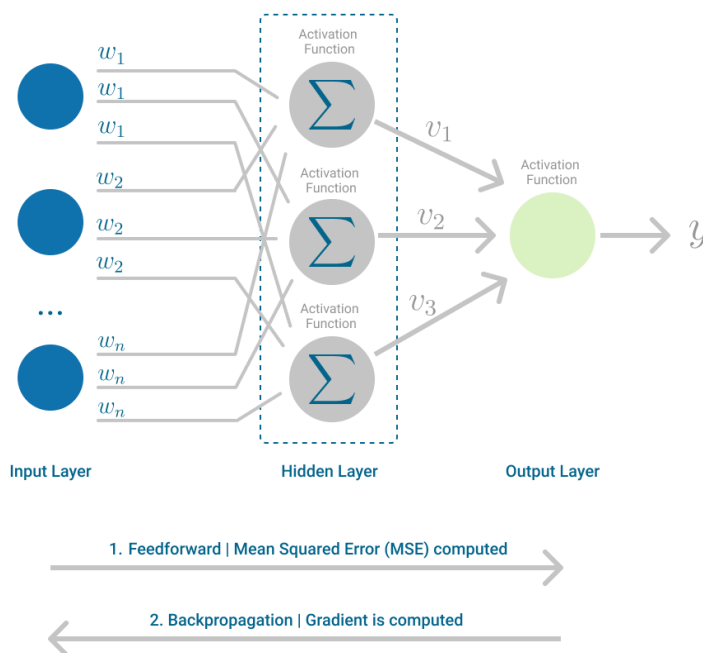 Activation
Function
w₁
w₁
w₁
∑
v₁
w₂
Activation
Function
Activation
Function
w₂
∑
v₂
y
w₂
...
Activation
Function
v₃
wₙ
wₙ
∑
wₙ
Input Layer
Hidden Layer
Output Layer
1. Feedforward | Mean Squared Error (MSE) computed
2. Backpropagation | Gradient is computed